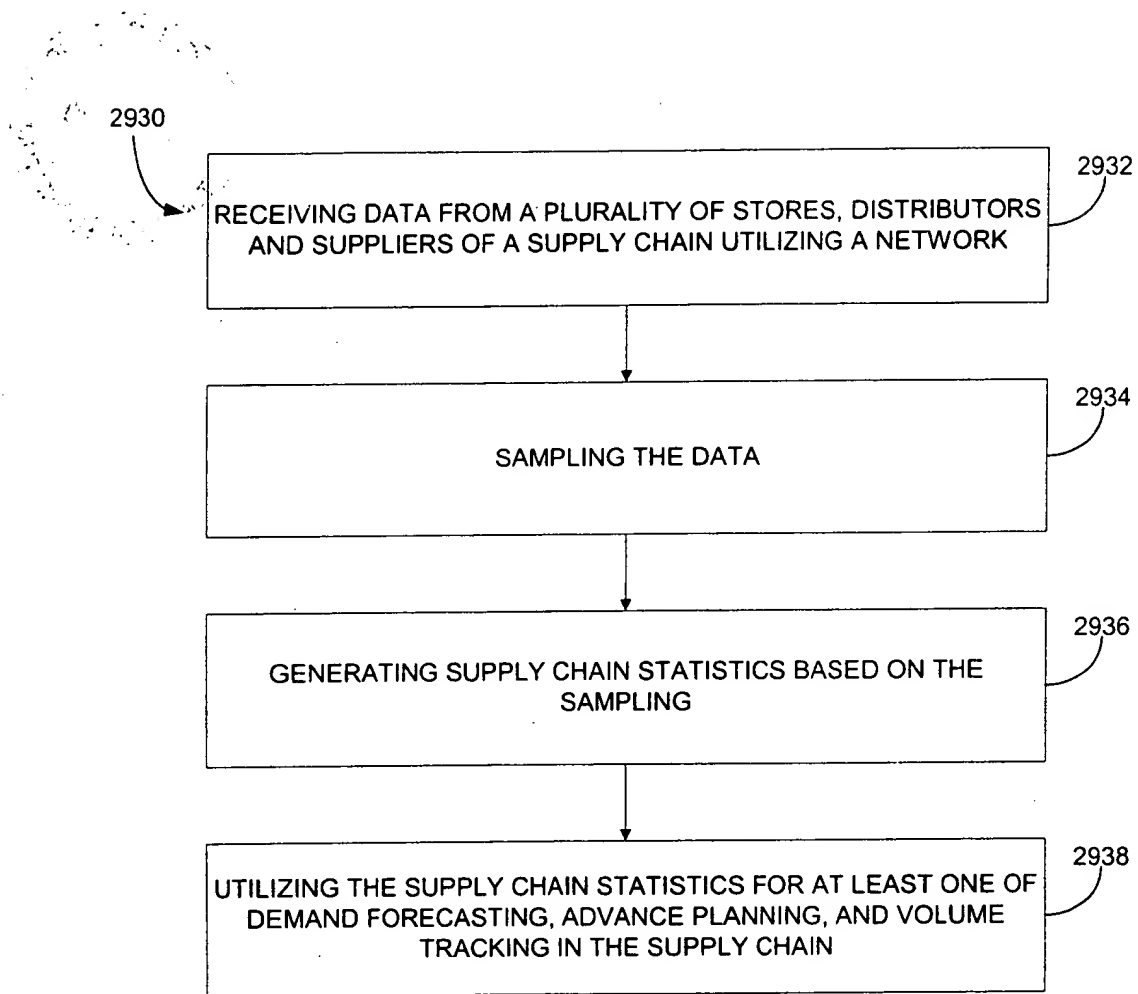 2930
2932
RECEIVING DATA FROM A PLURALITY OF STORES, DISTRIBUTORS
AND SUPPLIERS OF A SUPPLY CHAIN UTILIZING A NETWORK
2934
SAMPLING THE DATA
2936
GENERATING SUPPLY CHAIN STATISTICS BASED ON THE
SAMPLING
2938
UTILIZING THE SUPPLY CHAIN STATISTICS FOR AT LEAST ONE OF
DEMAND FORECASTING, ADVANCE PLANNING, AND VOLUME
TRACKING IN THE SUPPLY CHAIN